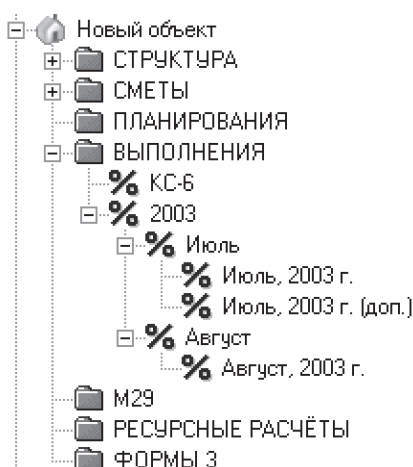 Новый объект
СТРУКТУРА
СМЕТЫ
ПЛАНИРОВАНИЯ
ВЫПОЛНЕНИЯ
КС-6
2003
Июль
Июль, 2003 г.
Июль, 2003 г. (доп.)
Август
Август, 2003 г.
М29
РЕСУРСНЫЕ РАСЧЁТЫ
ФОРМЫ 3